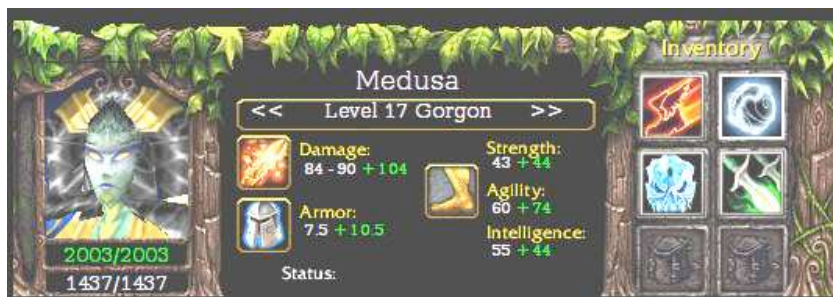 Inventory
Medusa
<< Level 17 Gorgon >>
Damage:
84 - 90 +104
Armor:
7.5 +10.5
Strength:
43 +44
Agility:
60 +74
Intelligence:
55 +44
2003/2003
1437/1437
Status: